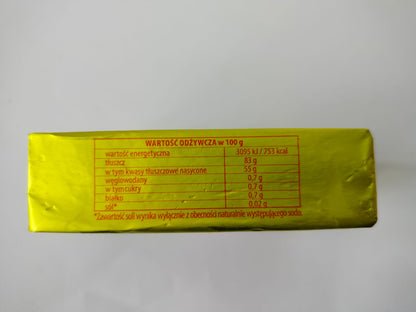 WARTOŚĆ ODŻYWCZA w 100 g
wartość energetyczna 3095 kJ / 753 kcal
tłuszcz 83 g
w tym kwasy tłuszczowe nasycone 55 g
węglowodany 0,7 g
w tym cukry 0,7 g
białko 0,7 g
sól* 0,02 g
*Zawartość soli wynika wyłącznie z obecności naturalnie występującego sodu.